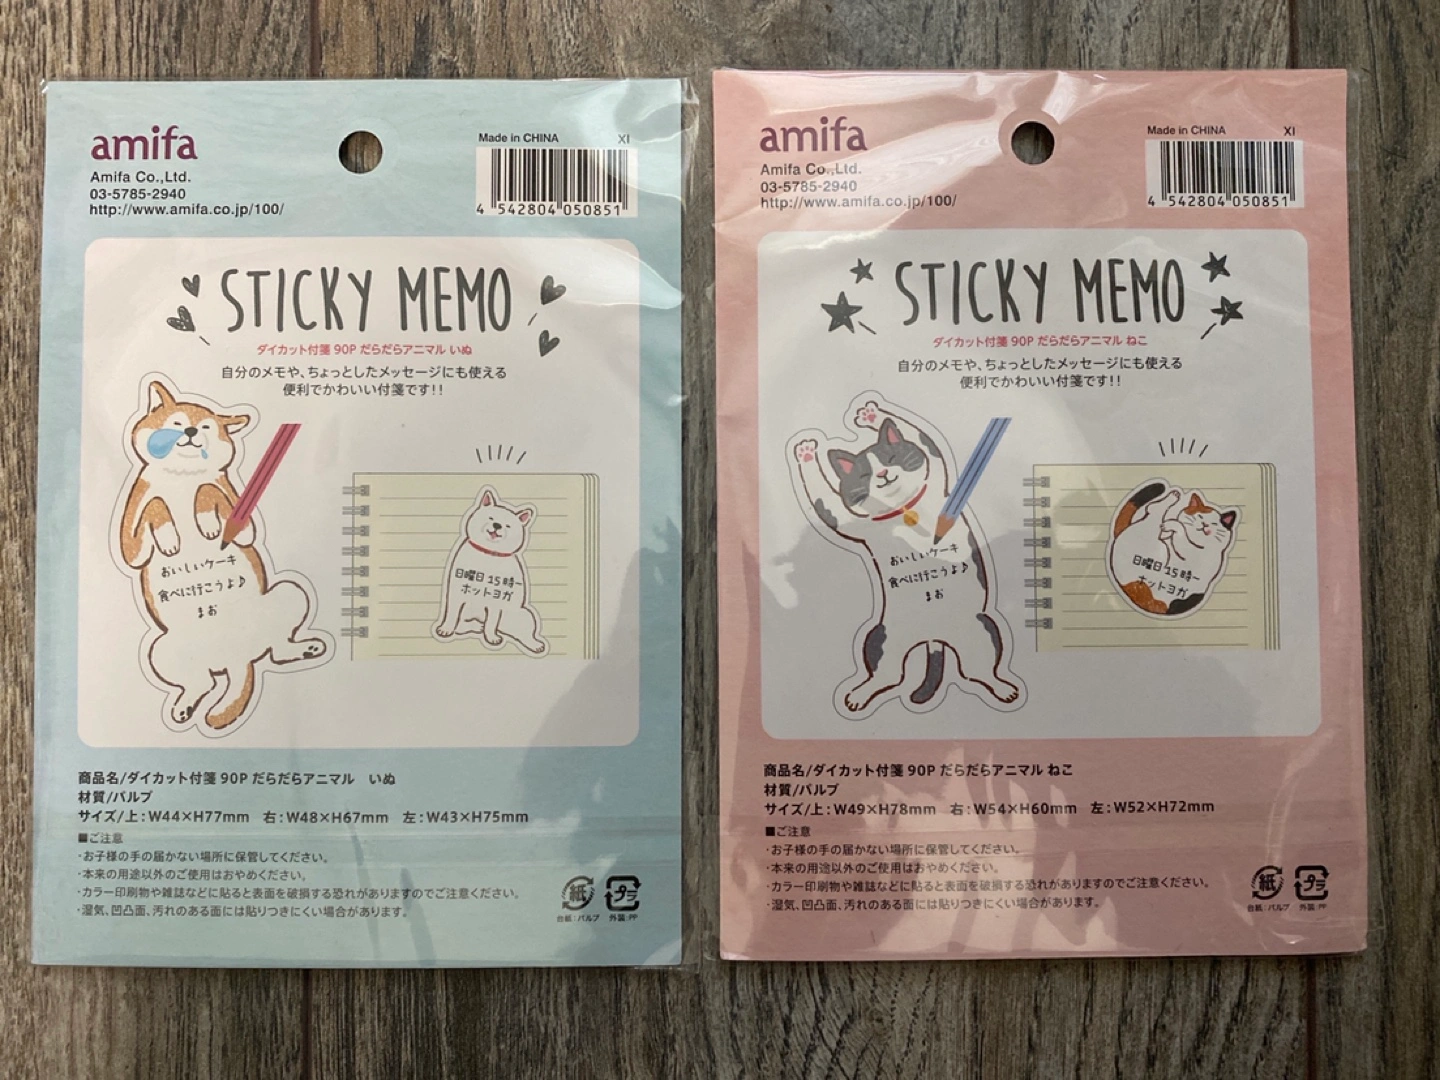 amifa
Amifa Co.,Ltd.
03-5785-2940
http://www.amifa.co.jp/100/
Made in CHINA
XI
4 542804 050851
STICKY MEMO
ダイカット付箋 90P だらだらアニマル いぬ
自分のメモや、ちょっとしたメッセージにも使える
便利でかわいい付箋です!!
おいしいケーキ
食べに行こうよ♪
まお
日曜日 15時〜
ホットヨガ
商品名/ダイカット付箋 90P だらだらアニマル いぬ
材質/パルプ
サイズ/上:W44×H77mm 右:W48×H67mm 左:W43×H75mm
■ご注意
・お子様の手の届かない場所に保管してください。
・本来の用途以外のご使用はおやめください。
・カラー印刷物や雑誌などに貼ると表面を破損する恐れがありますのでご注意ください。
・湿気、凹凸面、汚れのある面には貼りつきにくい場合があります。
紙
台紙:パルプ
プラ
外装:PP
amifa
Amifa Co.,Ltd.
03-5785-2940
http://www.amifa.co.jp/100/
Made in CHINA
XI
4 542804 050851
STICKY MEMO
ダイカット付箋 90P だらだらアニマル ねこ
自分のメモや、ちょっとしたメッセージにも使える
便利でかわいい付箋です!!
おいしいケーキ
食べに行こうよ♪
まお
日曜日 15時〜
ホットヨガ
商品名/ダイカット付箋 90P だらだらアニマル ねこ
材質/パルプ
サイズ/上:W49×H78mm 右:W54×H60mm 左:W52×H72mm
■ご注意
・お子様の手の届かない場所に保管してください。
・本来の用途以外のご使用はおやめください。
・カラー印刷物や雑誌などに貼ると表面を破損する恐れがありますのでご注意ください。
・湿気、凹凸面、汚れのある面には貼りつきにくい場合があります。
紙
台紙:パルプ
プラ
外装:PP